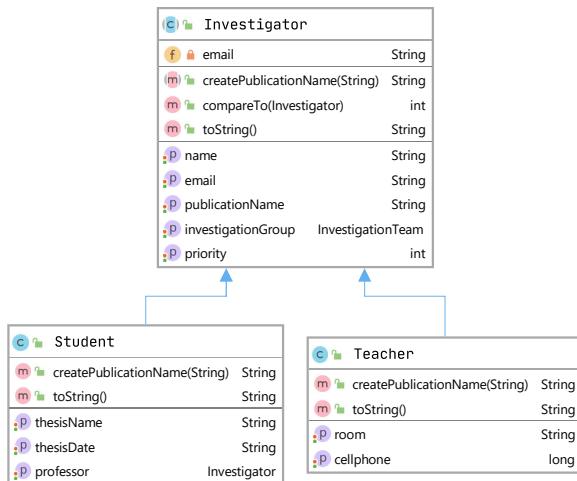 Investigator
email String
createPublicationName(String) String
compareTo(Investigator) int
toString() String
name String
email String
publicationName String
investigationGroup InvestigationTeam
priority int
Student
createPublicationName(String) String
toString() String
thesisName String
thesisDate String
professor Investigator
Teacher
createPublicationName(String) String
toString() String
room String
cellphone long